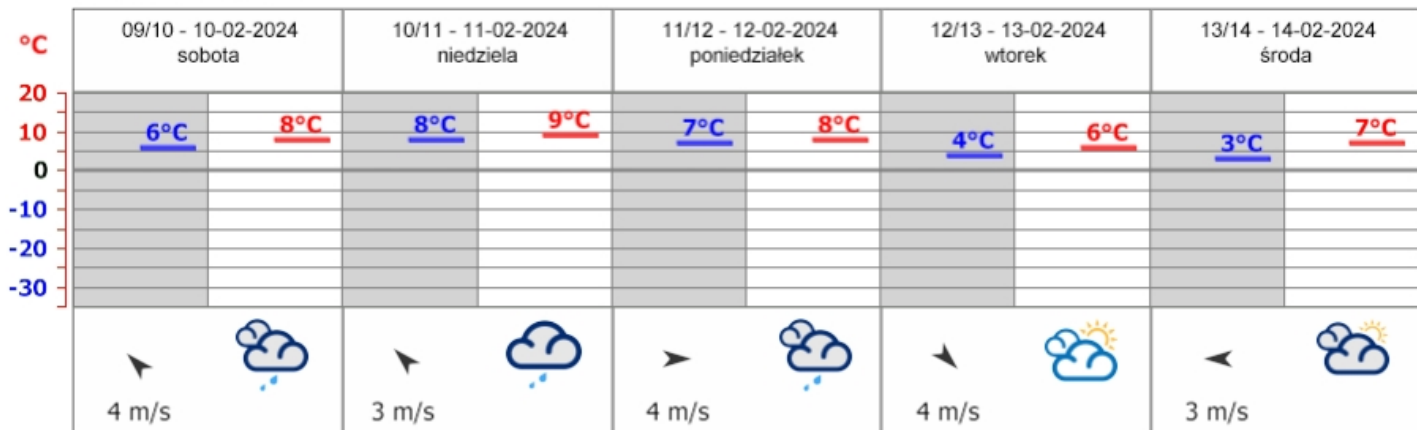 °C
09/10 - 10-02-2024
sobota
10/11 - 11-02-2024
niedziela
11/12 - 12-02-2024
poniedziałek
12/13 - 13-02-2024
wtorek
13/14 - 14-02-2024
środa
20
10
0
-10
-20
-30
6°C 8°C 8°C 9°C 7°C 8°C 4°C 6°C 3°C 7°C
4 m/s 3 m/s 4 m/s 4 m/s 3 m/s